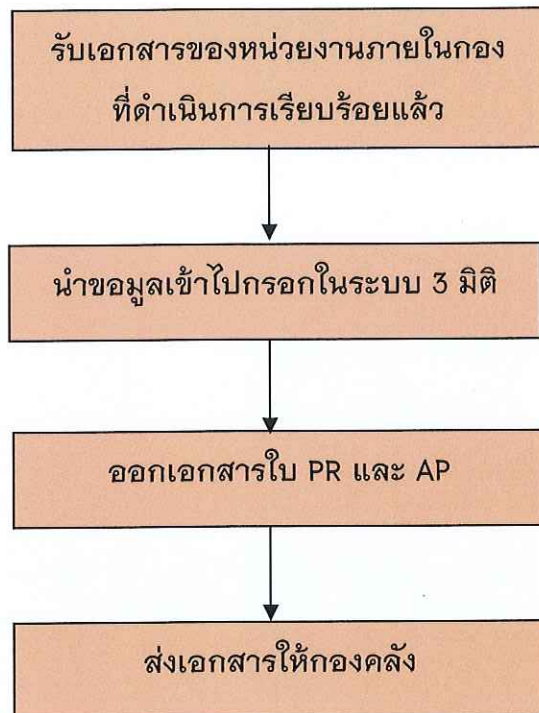 รับเอกสารของหน่วยงานภายในกอง
ที่ดำเนินการเรียบร้อยแล้ว
นำขอมูลเข้าไปกรอกในระบบ 3 มิติ
ออกเอกสารใบ PR และ AP
ส่งเอกสารให้กองคลัง